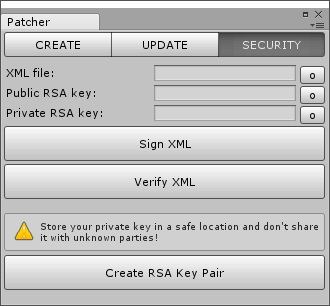 Patcher
CREATE UPDATE SECURITY
XML file: o
Public RSA key: o
Private RSA key: o
Sign XML
Verify XML
Store your private key in a safe location and don't share
it with unknown parties!
Create RSA Key Pair